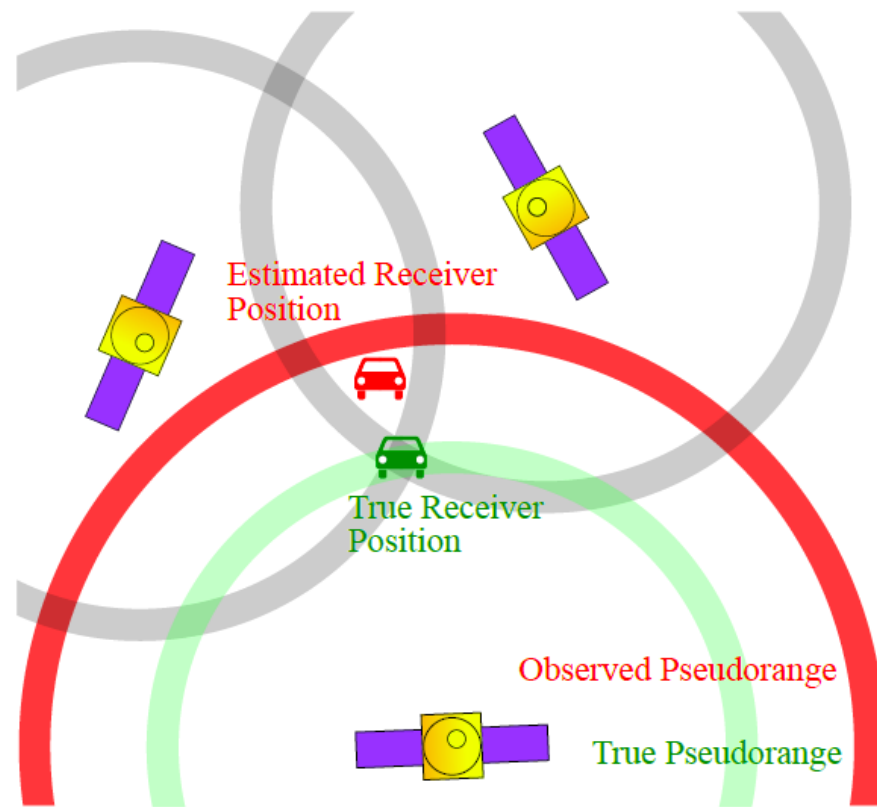 Estimated Receiver
Position
True Receiver
Position
Observed Pseudorange
True Pseudorange